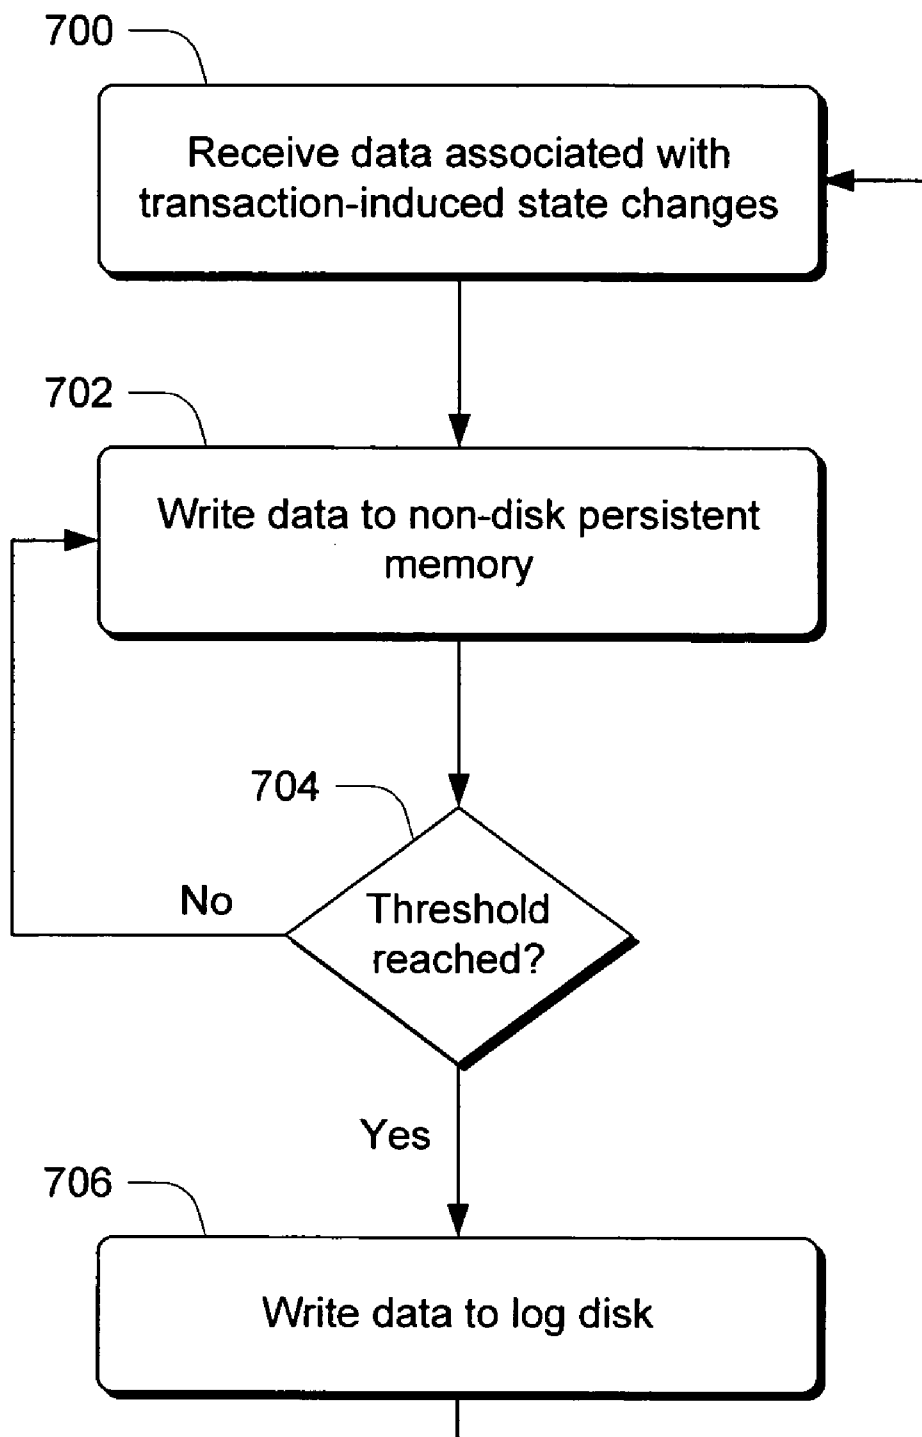 700
Receive data associated with
transaction-induced state changes
702
Write data to non-disk persistent
memory
704
No
Threshold
reached?
Yes
706
Write data to log disk